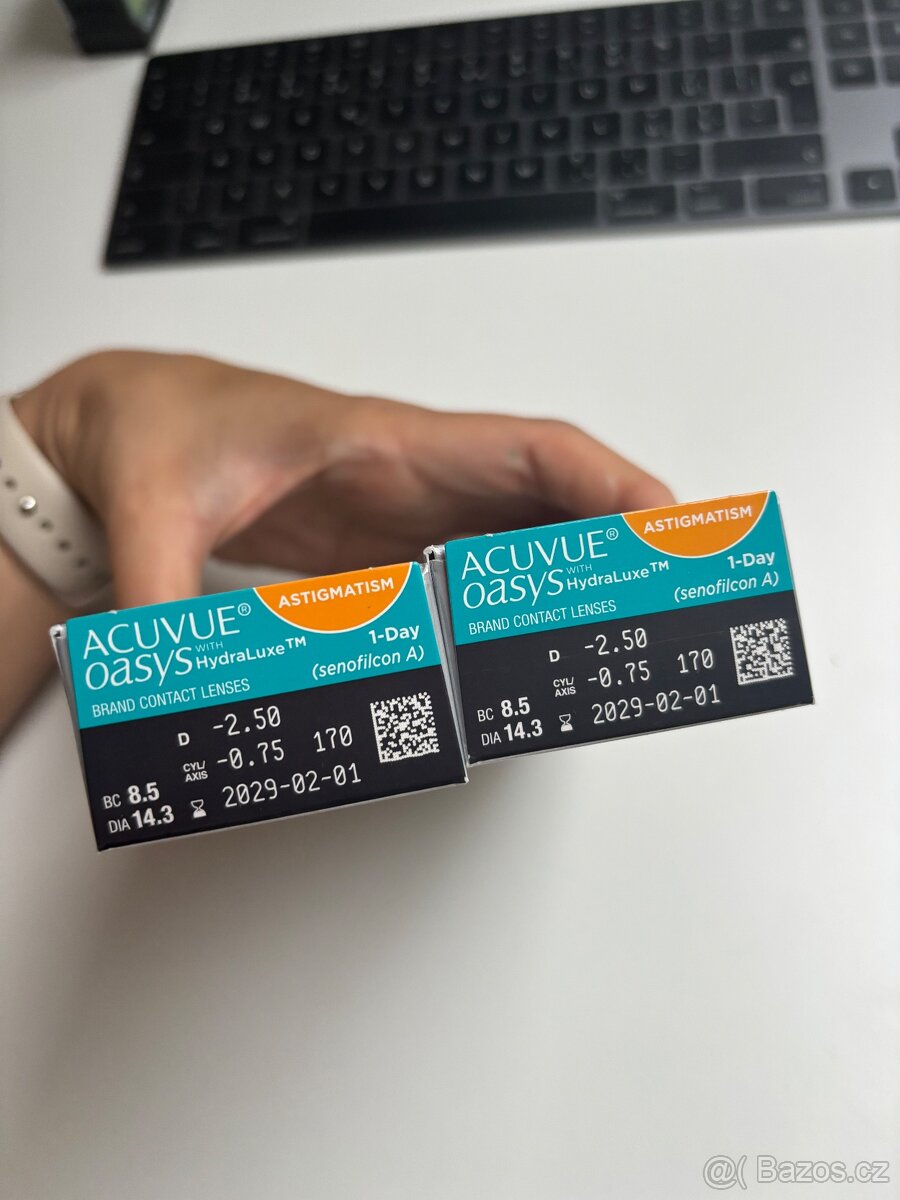 ASTIGMATISM
ACUVUE®
1-Day
oasys WITH HydraLuxe™
(senofilcon A)
BRAND CONTACT LENSES
D -2.50
CYL/AXIS -0.75 170
BC 8.5
DIA 14.3 2029-02-01
ASTIGMATISM
ACUVUE®
1-Day
oasys WITH HydraLuxe™
(senofilcon A)
BRAND CONTACT LENSES
D -2.50
CYL/AXIS -0.75 170
BC 8.5
DIA 14.3 2029-02-01
@( Bazos.cz